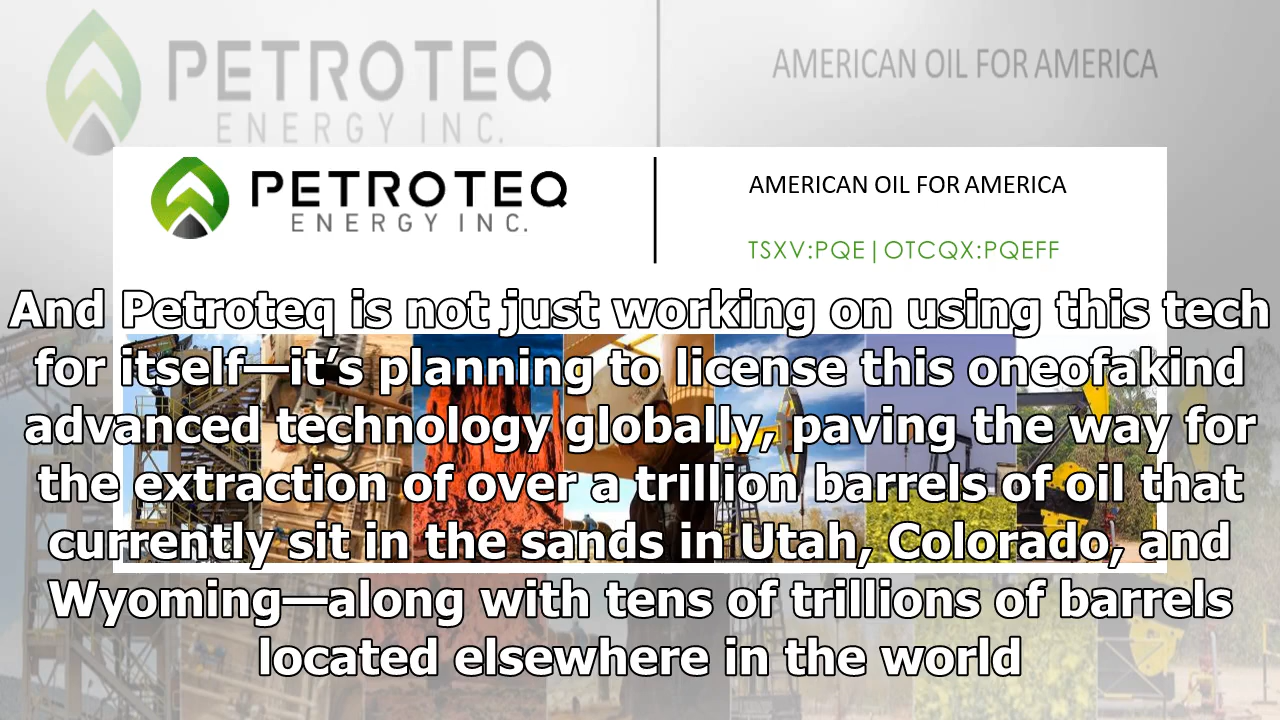 PETROTEQ
ENERGY INC.
AMERICAN OIL FOR AMERICA
PETROTEQ
ENERGY INC.
AMERICAN OIL FOR AMERICA
TSXV:PQE|OTCQX:PQEFF
And Petroteq is not just working on using this tech
for itself—it’s planning to license this oneofakind
advanced technology globally, paving the way for
the extraction of over a trillion barrels of oil that
currently sit in the sands in Utah, Colorado, and
Wyoming—along with tens of trillions of barrels
located elsewhere in the world